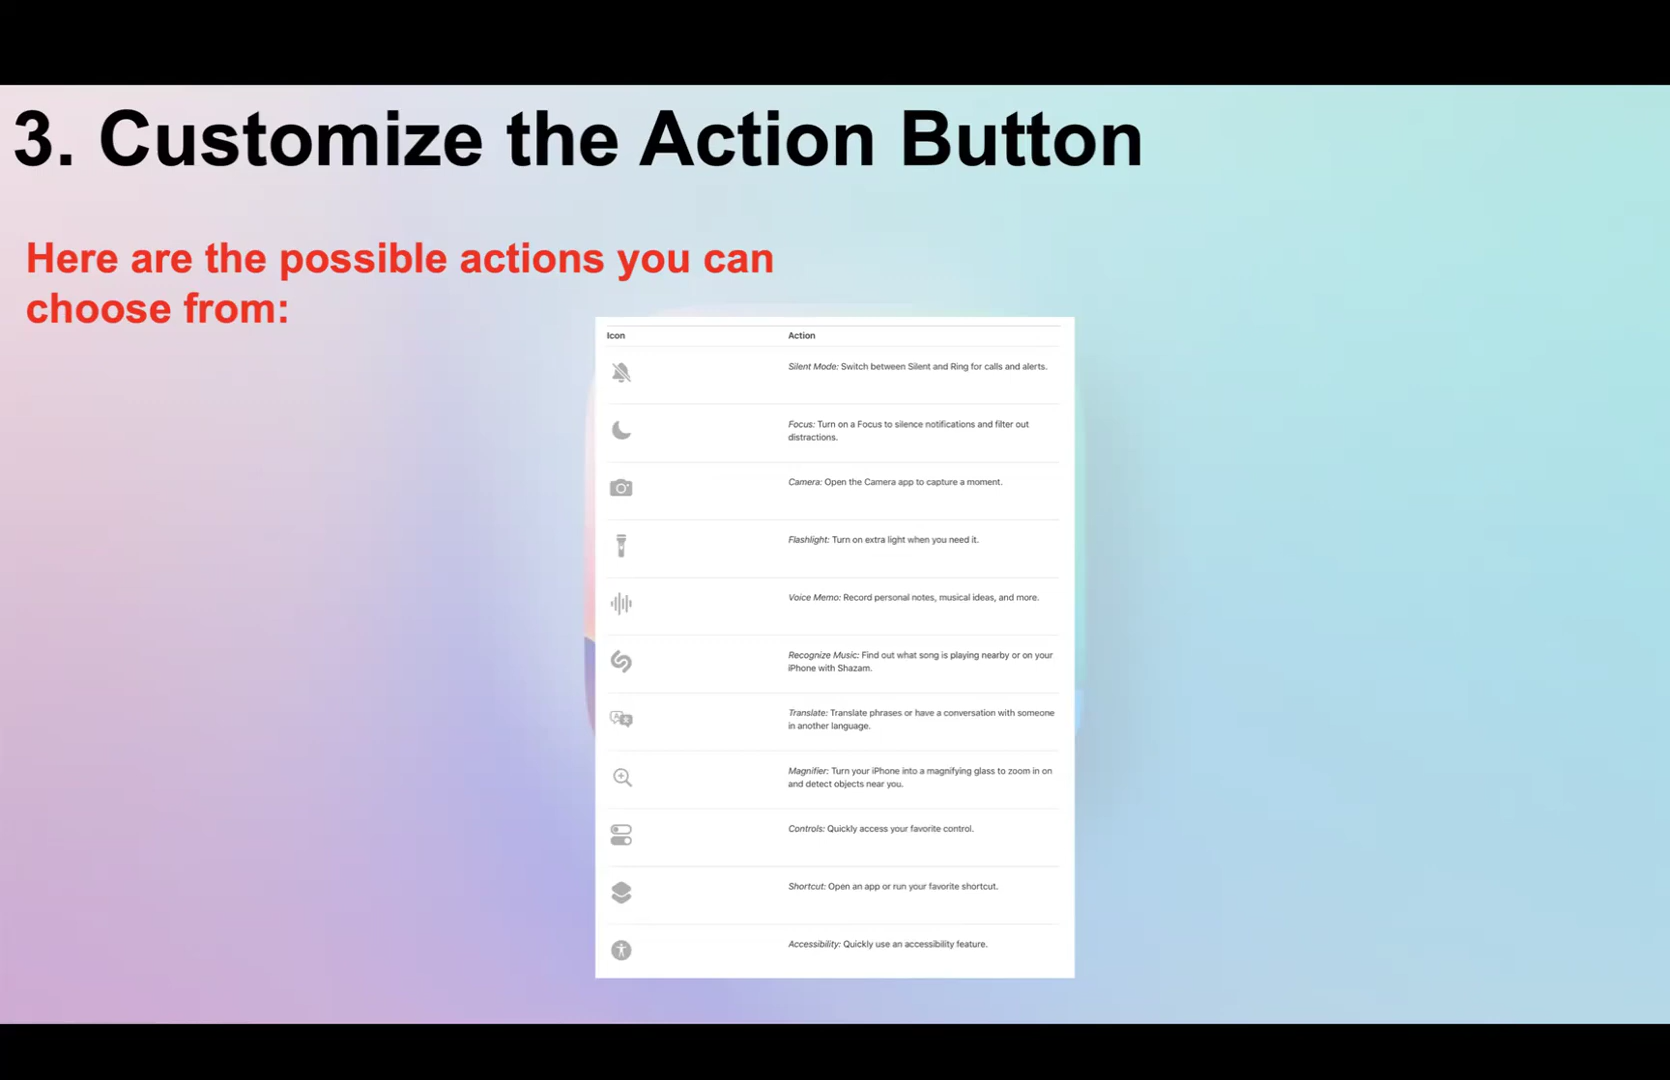 3. Customize the Action Button
Here are the possible actions you can
choose from:
Icon Action
Silent Mode: Switch between Silent and Ring for calls and alerts.
Focus: Turn on a Focus to silence notifications and filter out
distractions.
Camera: Open the Camera app to capture a moment.
Flashlight: Turn on extra light when you need it.
Voice Memo: Record personal notes, musical ideas, and more.
Recognize Music: Find out what song is playing nearby or on your
iPhone with Shazam.
Translate: Translate phrases or have a conversation with someone
in another language.
Magnifier: Turn your iPhone into a magnifying glass to zoom in on
and detect objects near you.
Controls: Quickly access your favorite control.
Shortcut: Open an app or run your favorite shortcut.
Accessibility: Quickly use an accessibility feature.